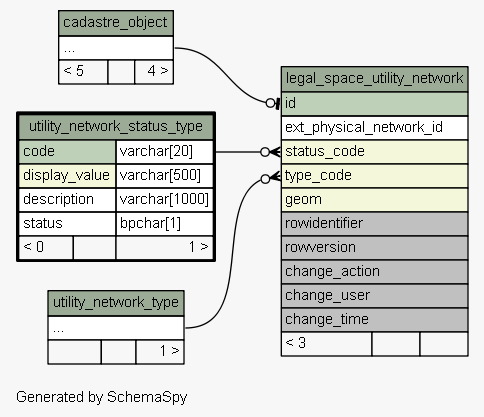 cadastre_object
...
< 5 4 >
legal_space_utility_network
id
ext_physical_network_id
status_code
type_code
geom
rowidentifier
rowversion
change_action
change_user
change_time
< 3
utility_network_status_type
code varchar[20]
display_value varchar[500]
description varchar[1000]
status bpchar[1]
< 0 1 >
utility_network_type
...
1 >
Generated by SchemaSpy